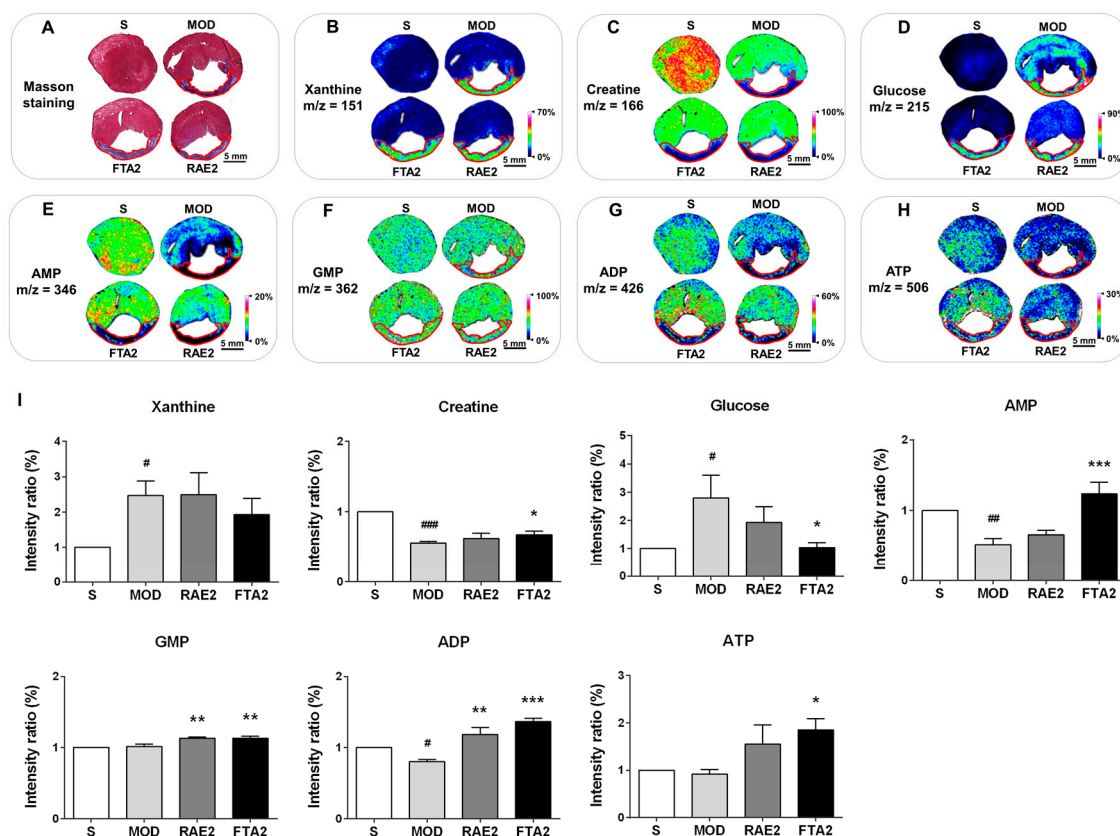 A
S
MOD
Masson
staining
FTA2
RAE2
5 mm
B
S
MOD
Xanthine
m/z = 151
70%
0%
FTA2
RAE2
5 mm
C
S
MOD
Creatine
m/z = 166
100%
0%
FTA2
RAE2
5 mm
D
S
MOD
Glucose
m/z = 215
90%
0%
FTA2
RAE2
5 mm
E
S
MOD
AMP
m/z = 346
20%
0%
FTA2
RAE2
5 mm
F
S
MOD
GMP
m/z = 362
100%
0%
FTA2
RAE2
5 mm
G
S
MOD
ADP
m/z = 426
60%
0%
FTA2
RAE2
5 mm
H
S
MOD
ATP
m/z = 506
30%
0%
FTA2
RAE2
5 mm
I
Xanthine
Intensity ratio (%)
4
3
2
1
0
#
S MOD RAE2 FTA2
Creatine
Intensity ratio (%)
2
1
0
###
*
S MOD RAE2 FTA2
Glucose
Intensity ratio (%)
5
4
3
2
1
0
#
*
S MOD RAE2 FTA2
AMP
Intensity ratio (%)
2
1
0
##
***
S MOD RAE2 FTA2
GMP
Intensity ratio (%)
2
1
0
**
**
S MOD RAE2 FTA2
ADP
Intensity ratio (%)
2
1
0
#
**
***
S MOD RAE2 FTA2
ATP
Intensity ratio (%)
3
2
1
0
*
S MOD RAE2 FTA2